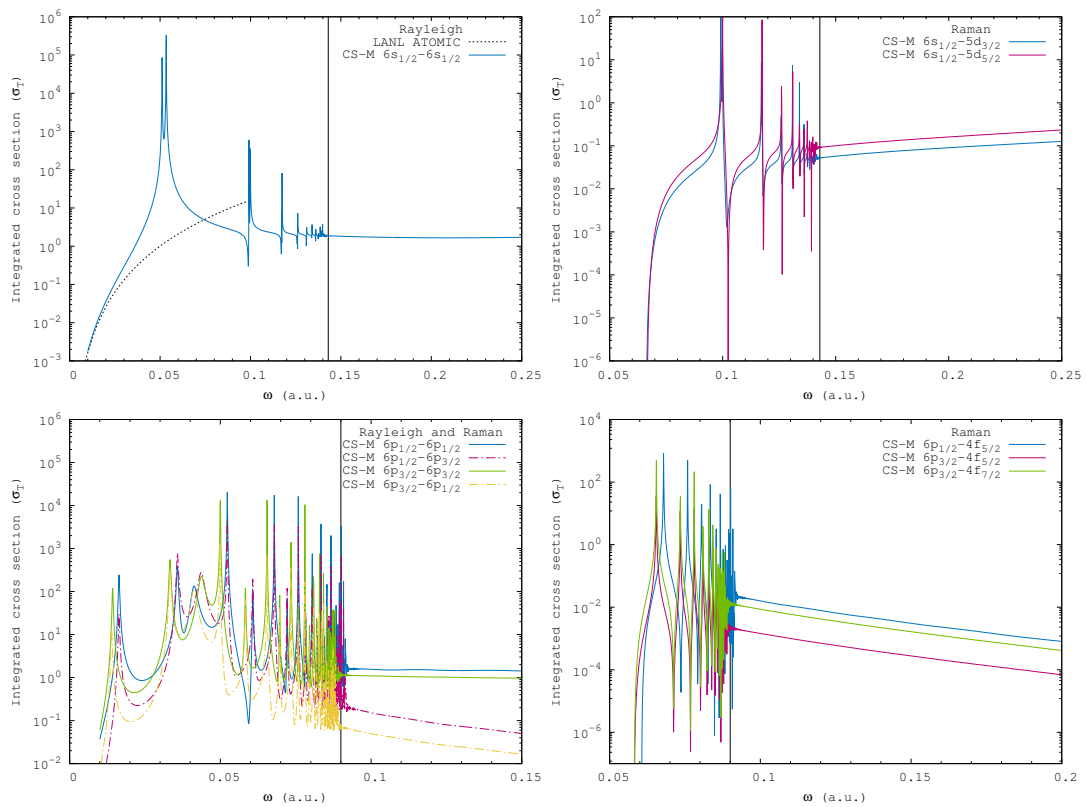 Rayleigh
LANL ATOMIC
CS-M 6s1/2-6s1/2
Integrated cross section (σT)
10^6
10^5
10^4
10^3
10^2
10^1
10^0
10^-1
10^-2
10^-3
0 0.05 0.1 0.15 0.2 0.25
ω (a.u.)
Raman
CS-M 6s1/2-5d3/2
CS-M 6s1/2-5d5/2
Integrated cross section (σT)
10^2
10^1
10^0
10^-1
10^-2
10^-3
10^-4
10^-5
10^-6
0.05 0.1 0.15 0.2 0.25
ω (a.u.)
Rayleigh and Raman
CS-M 6p1/2-6p1/2
CS-M 6p1/2-6p3/2
CS-M 6p3/2-6p3/2
CS-M 6p3/2-6p1/2
Integrated cross section (σT)
10^6
10^5
10^4
10^3
10^2
10^1
10^0
10^-1
10^-2
0 0.05 0.1 0.15
ω (a.u.)
Raman
CS-M 6p1/2-4f5/2
CS-M 6p3/2-4f5/2
CS-M 6p3/2-4f7/2
Integrated cross section (σT)
10^4
10^2
10^0
10^-2
10^-4
10^-6
0.05 0.1 0.15 0.2
ω (a.u.)